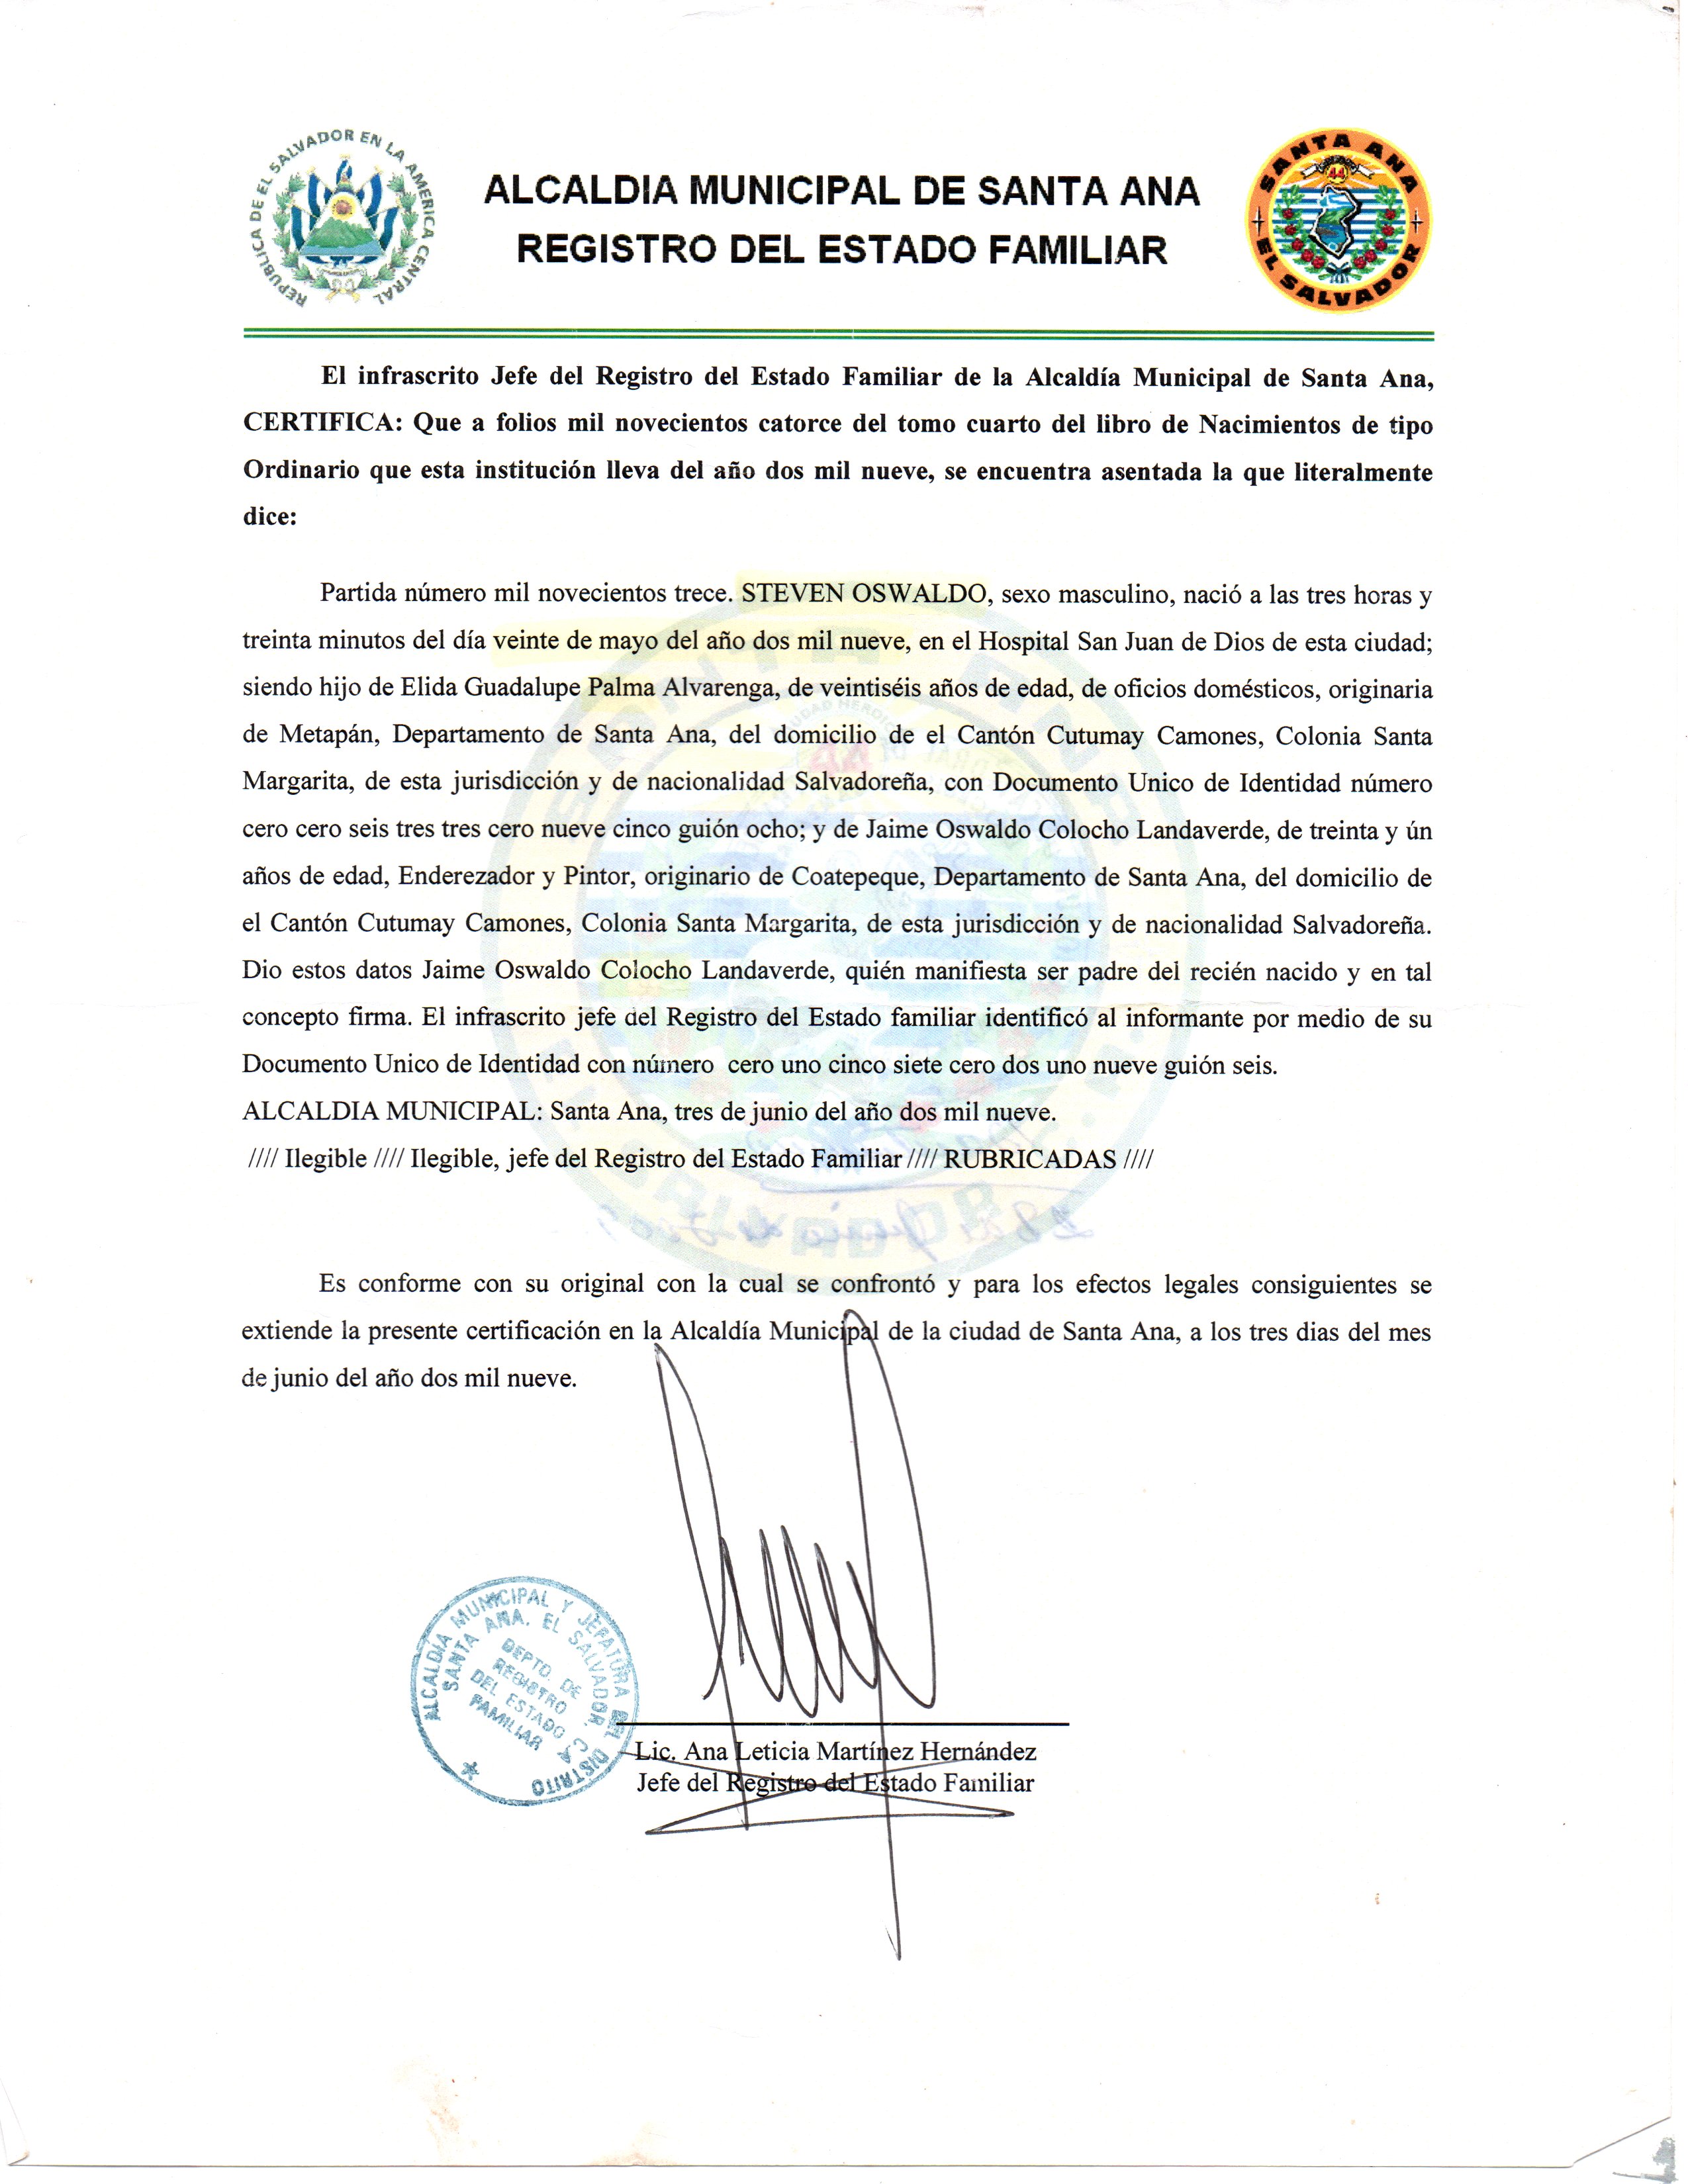 REPUBLICA DE EL SALVADOR EN LA AMERICA CENTRAL
ALCALDIA MUNICIPAL DE SANTA ANA
REGISTRO DEL ESTADO FAMILIAR
SANTA ANA
44
EL SALVADOR
El infrascrito Jefe del Registro del Estado Familiar de la Alcaldía Municipal de Santa Ana,
CERTIFICA: Que a folios mil novecientos catorce del tomo cuarto del libro de Nacimientos de tipo
Ordinario que esta institución lleva del año dos mil nueve, se encuentra asentada la que literalmente
dice:
Partida número mil novecientos trece. STEVEN OSWALDO, sexo masculino, nació a las tres horas y
treinta minutos del día veinte de mayo del año dos mil nueve, en el Hospital San Juan de Dios de esta ciudad;
siendo hijo de Elida Guadalupe Palma Alvarenga, de veintiséis años de edad, de oficios domésticos, originaria
de Metapán, Departamento de Santa Ana, del domicilio de el Cantón Cutumay Camones, Colonia Santa
Margarita, de esta jurisdicción y de nacionalidad Salvadoreña, con Documento Unico de Identidad número
cero cero seis tres tres cero nueve cinco guión ocho; y de Jaime Oswaldo Colocho Landaverde, de treinta y ún
años de edad, Enderezador y Pintor, originario de Coatepeque, Departamento de Santa Ana, del domicilio de
el Cantón Cutumay Camones, Colonia Santa Margarita, de esta jurisdicción y de nacionalidad Salvadoreña.
Dio estos datos Jaime Oswaldo Colocho Landaverde, quién manifiesta ser padre del recién nacido y en tal
concepto firma. El infrascrito jefe del Registro del Estado familiar identificó al informante por medio de su
Documento Unico de Identidad con número cero uno cinco siete cero dos uno nueve guión seis.
ALCALDIA MUNICIPAL: Santa Ana, tres de junio del año dos mil nueve.
//// Ilegible //// Ilegible, jefe del Registro del Estado Familiar //// RUBRICADAS ////
Es conforme con su original con la cual se confrontó y para los efectos legales consiguientes se
extiende la presente certificación en la Alcaldía Municipal de la ciudad de Santa Ana, a los tres dias del mes
de junio del año dos mil nueve.
ALCALDÍA MUNICIPAL Y JEFATURA DEL DISTRITO
SANTA ANA, EL SALVADOR, C.A.
DEPTO. DE
REGISTRO
DEL ESTADO
FAMILIAR
Lic. Ana Leticia Martínez Hernández
Jefe del Registro del Estado Familiar